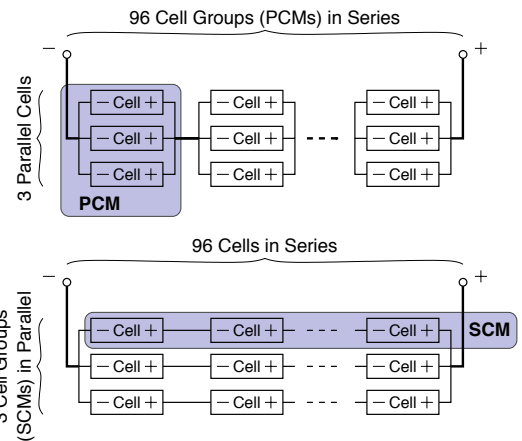 96 Cell Groups (PCMs) in Series
− +
3 Parallel Cells
− Cell + − Cell + − Cell +
− Cell + − Cell + − Cell +
− Cell + − Cell + − Cell +
PCM
96 Cells in Series
− +
3 Cell Groups
(SCMs) in Parallel
− Cell + − Cell + − Cell + SCM
− Cell + − Cell + − Cell +
− Cell + − Cell + − Cell +